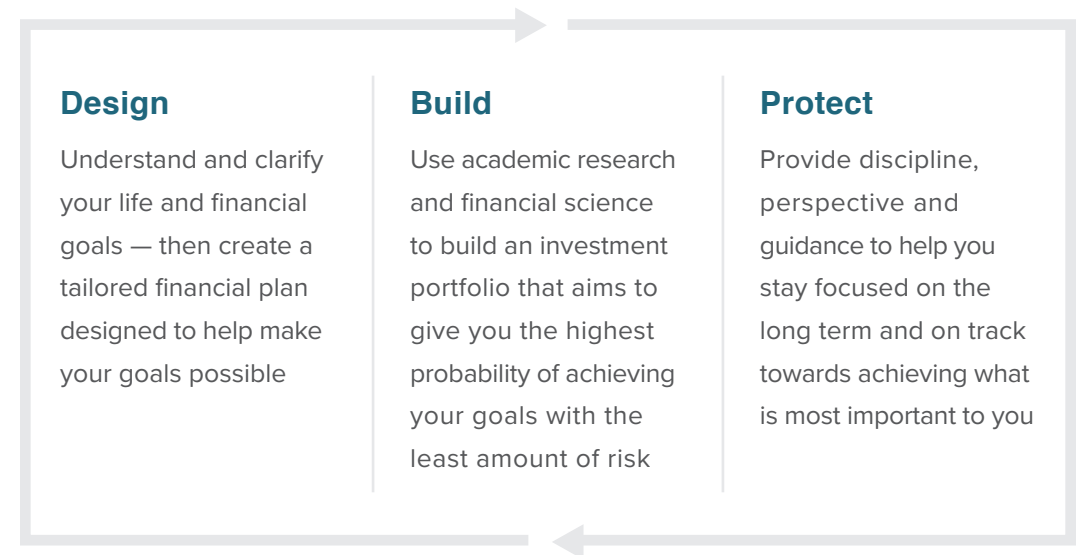 Design
Understand and clarify
your life and financial
goals — then create a
tailored financial plan
designed to help make
your goals possible
Build
Use academic research
and financial science
to build an investment
portfolio that aims to
give you the highest
probability of achieving
your goals with the
least amount of risk
Protect
Provide discipline,
perspective and
guidance to help you
stay focused on the
long term and on track
towards achieving what
is most important to you